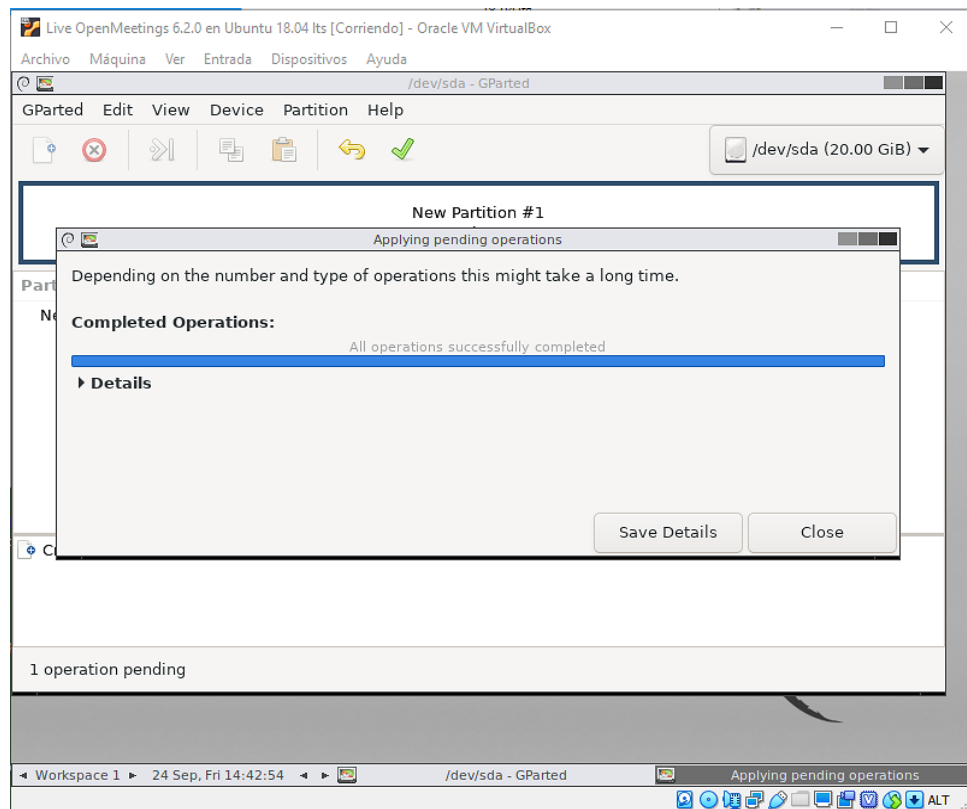 Live OpenMeetings 6.2.0 en Ubuntu 18.04 lts [Corriendo] - Oracle VM VirtualBox
Archivo Máquina Ver Entrada Dispositivos Ayuda
/dev/sda - GParted
GParted Edit View Device Partition Help
/dev/sda (20.00 GiB)
New Partition #1
Applying pending operations
Depending on the number and type of operations this might take a long time.
Part
Completed Operations:
All operations successfully completed
Details
Save Details Close
1 operation pending
Workspace 1 24 Sep, Fri 14:42:54 /dev/sda - GParted Applying pending operations
ALT